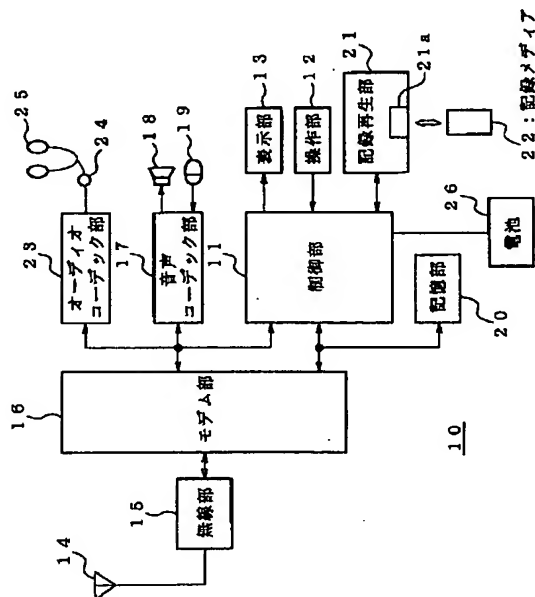 14
15
無線部
16
モデム部
23
オーディオ
コーデック部
24
25
17
音声
コーデック部
18
19
11
制御部
13
表示部
12
操作部
21
記録再生部
21a
22:記録メディア
記憶部
20
26
電池
10